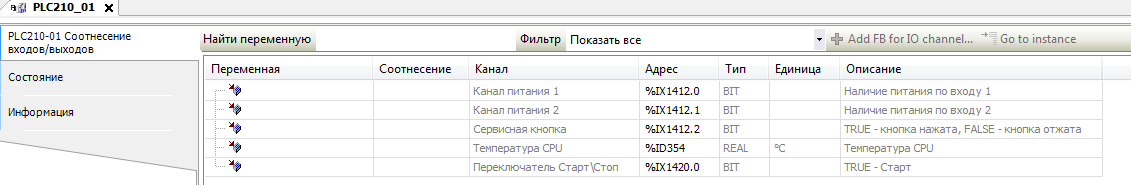 PLC210_01
PLC210-01 Соотнесение
входы/выходов
Состояние
Информация
Найти переменную Фильтр Показать все Add FB for IO channel... Go to instance
Переменная Соотнесение Канал Адрес Тип Единица Описание
Канал питания 1 %IX1412.0 BIT Наличие питания по входу 1
Канал питания 2 %IX1412.1 BIT Наличие питания по входу 2
Сервисная кнопка %IX1412.2 BIT TRUE - кнопка нажата, FALSE - кнопка отжата
Температура CPU %ID354 REAL °C Температура CPU
Переключатель Старт\Стоп %IX1420.0 BIT TRUE - Старт